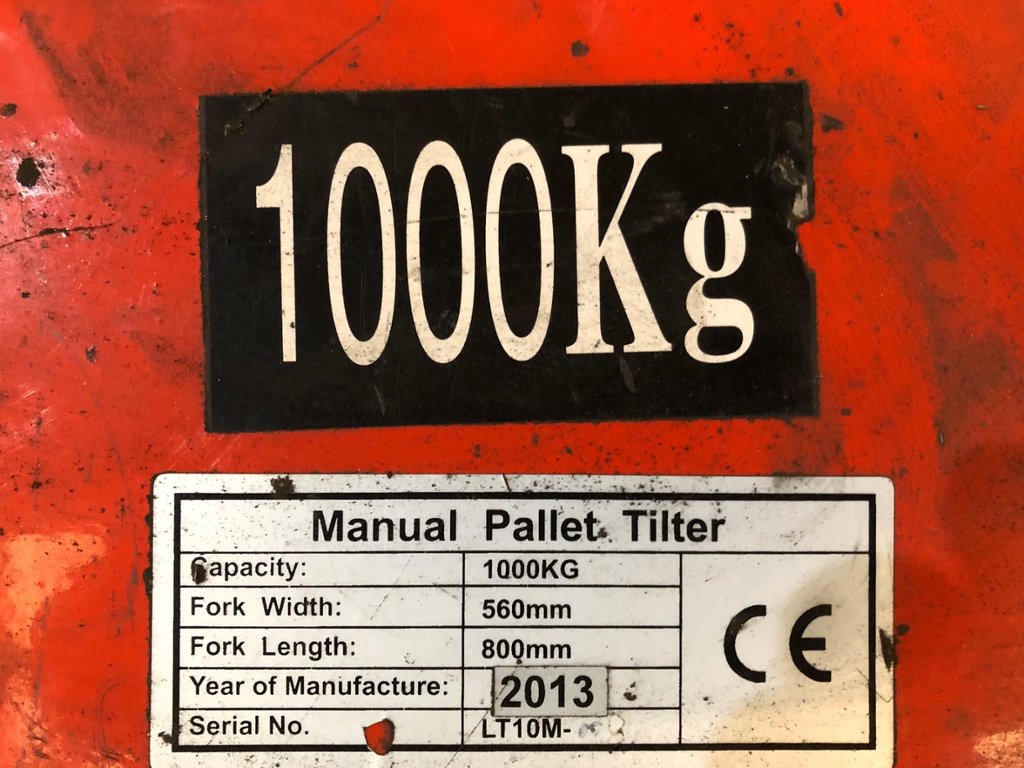 1000Kg
Manual Pallet Tilter
Capacity: 1000KG
Fork Width: 560mm
Fork Length: 800mm
CE
Year of Manufacture: 2013
Serial No. LT10M-